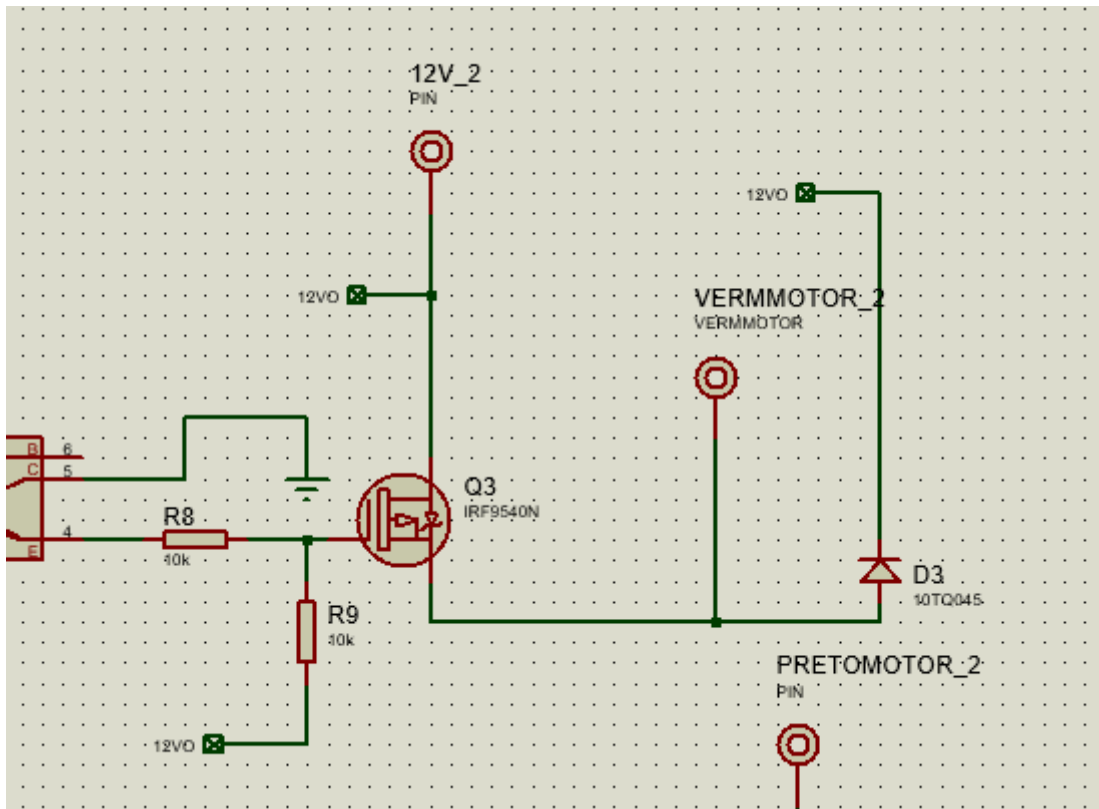 12V_2
PIN
12VO
VERMMOTOR_2
VERMMOTOR
12VO
B 6
C 5
R8
10k
4
E
Q3
IRF9540N
D3
10TQ045
R9
10k
PRETOMOTOR_2
PIN
12VO